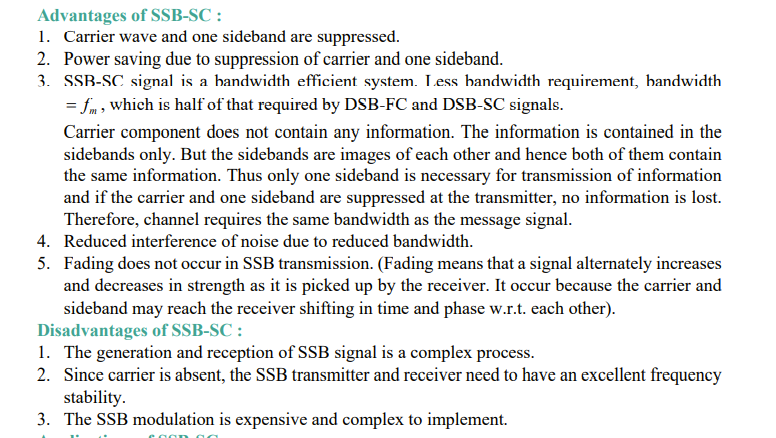 Advantages of SSB-SC :
1. Carrier wave and one sideband are suppressed.
2. Power saving due to suppression of carrier and one sideband.
3. SSB-SC signal is a bandwidth efficient system. Less bandwidth requirement, bandwidth
= fₘ , which is half of that required by DSB-FC and DSB-SC signals.
Carrier component does not contain any information. The information is contained in the
sidebands only. But the sidebands are images of each other and hence both of them contain
the same information. Thus only one sideband is necessary for transmission of information
and if the carrier and one sideband are suppressed at the transmitter, no information is lost.
Therefore, channel requires the same bandwidth as the message signal.
4. Reduced interference of noise due to reduced bandwidth.
5. Fading does not occur in SSB transmission. (Fading means that a signal alternately increases
and decreases in strength as it is picked up by the receiver. It occur because the carrier and
sideband may reach the receiver shifting in time and phase w.r.t. each other).
Disadvantages of SSB-SC :
1. The generation and reception of SSB signal is a complex process.
2. Since carrier is absent, the SSB transmitter and receiver need to have an excellent frequency
stability.
3. The SSB modulation is expensive and complex to implement.